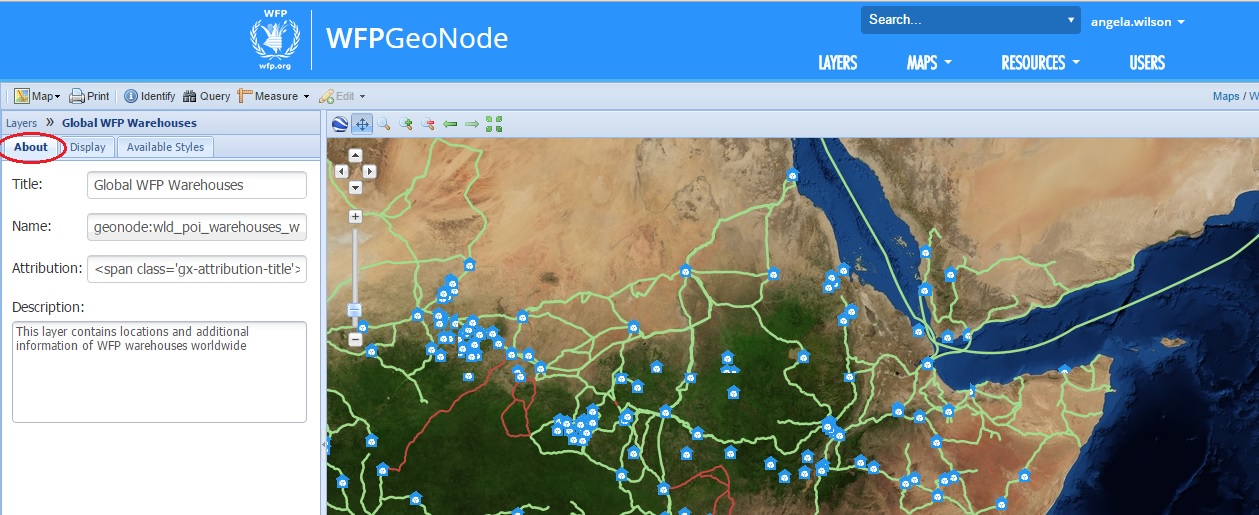 WFP
wfp.org
WFPGeoNode
Search...
angela.wilson
LAYERS
MAPS
RESOURCES
USERS
Map
Print
Identify
Query
Measure
Edit
Maps / W
Layers » Global WFP Warehouses
About
Display
Available Styles
Title: Global WFP Warehouses
Name: geonode:wld_poi_warehouses_w
Attribution: <span class='gx-attribution-title'>
Description:
This layer contains locations and additional
information of WFP warehouses worldwide